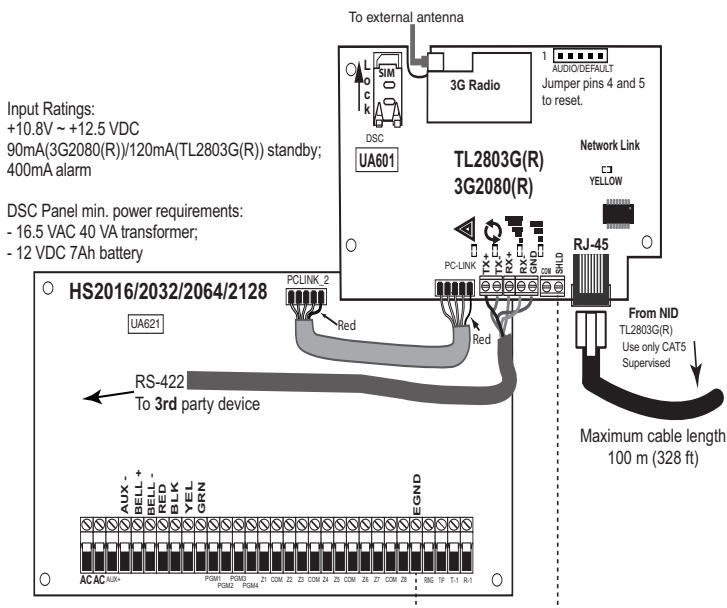 To external antenna
Input Ratings:
+10.8V ~ +12.5 VDC
90mA(3G2080(R))/120mA(TL2803G(R)) standby;
400mA alarm
DSC Panel min. power requirements:
- 16.5 VAC 40 VA transformer;
- 12 VDC 7Ah battery
Lock
SIM
DSC
UA601
3G Radio
1
AUDIO/DEFAULT
Jumper pins 4 and 5
to reset.
TL2803G(R)
3G2080(R)
Network Link
YELLOW
PC-LINK
TX+
TX-
RX+
RX-
GND
COM
SHLD
RJ-45
From NID
TL2803G(R)
Use only CAT5
Supervised
Maximum cable length
100 m (328 ft)
HS2016/2032/2064/2128
UA621
PCLINK_2
Red
Red
RS-422
To 3rd party device
AUX -
BELL +
BELL -
RED
BLK
YEL
GRN
EGND
AC AC AUX+ PGM1 PGM2 PGM3 PGM4 Z1 COM Z2 Z3 COM Z4 Z5 COM Z6 Z7 COM Z8 RING TIP T-1 R-1